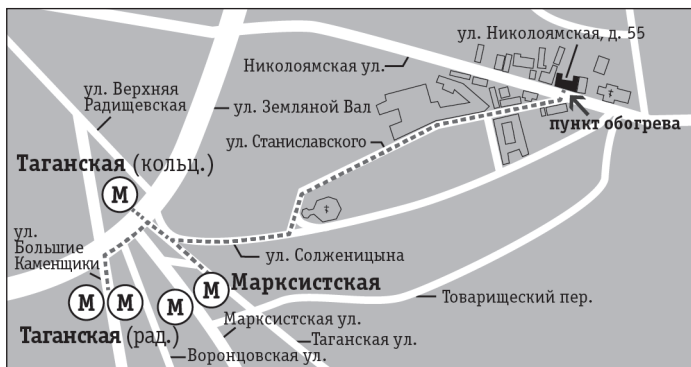 ул. Николоямская, д. 55
Николоямская ул.
ул. Верхняя
Радищевская
ул. Земляной Вал
пункт обогрева
ул. Станиславского
Таганская (кольц.)
М
ул.
Большие
Каменщики
ул. Солженицына
Марксистская
М
М
М
М
Товарищеский пер.
Таганская (рад.)
Марксистская ул.
Таганская ул.
Воронцовская ул.